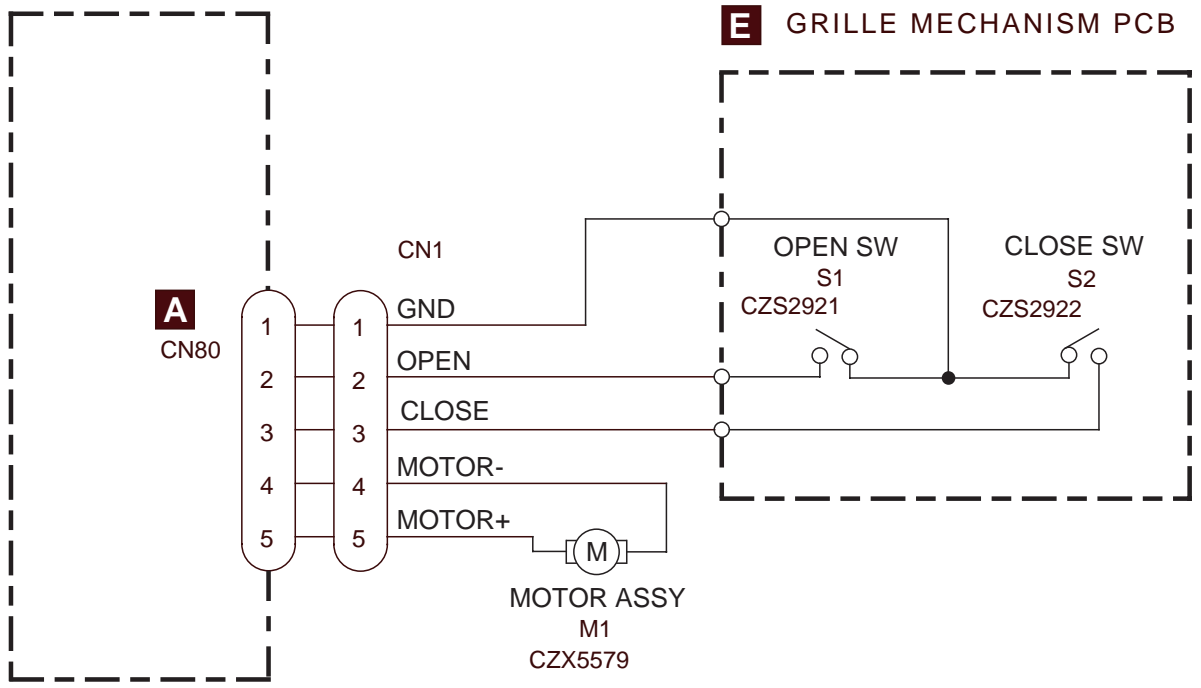 E GRILLE MECHANISM PCB
CN1
OPEN SW
S1
CZS2921
CLOSE SW
S2
CZS2922
A
CN80
1
2
3
4
5
1
2
3
4
5
GND
OPEN
CLOSE
MOTOR-
MOTOR+
M
MOTOR ASSY
M1
CZX5579